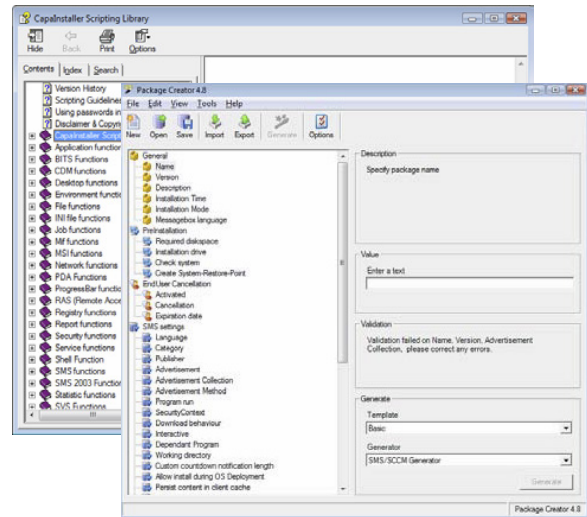 CapaInstaller Scripting Library
Hide Back Print Options
Contents Index Search
Version History
Scripting Guidelines
Using passwords in
Disclaimer & Copyri
CapaInstaller Script
Application function
BITS Functions
CDM functions
Desktop functions
Environment functi
File functions
INI file functions
Job functions
Mif functions
MSI functions
Network functions
PDA Functions
ProgressBar functio
RAS (Remote Acce
Registry functions
Report functions
Security functions
Service functions
Shell Function
SMS functions
SMS 2003 Function
Statistic functions
SVS Functions
Package Creator 4.8
File Edit View Tools Help
New Open Save Import Export Generate Options
General
Name
Version
Description
Installation Time
Installation Mode
Messagebox language
PreInstallation
Required diskspace
Installation drive
Check system
Create System-Restore-Point
EndUser Cancellation
Activated
Cancellation
Expiration date
SMS settings
Language
Category
Publisher
Advertisement
Advertisement Collection
Advertisement Method
Program run
SecurityContext
Download behaviour
Interactive
Dependant Program
Working directory
Custom countdown notification length
Allow install during OS Deployment
Persist content in client cache
Description
Specify package name
Value
Enter a text
Validation
Validation failed on Name, Version, Advertisement
Collection, please correct any errors.
Generate
Template
Basic
Generator
SMS/SCCM Generator
Generate
Package Creator 4.8